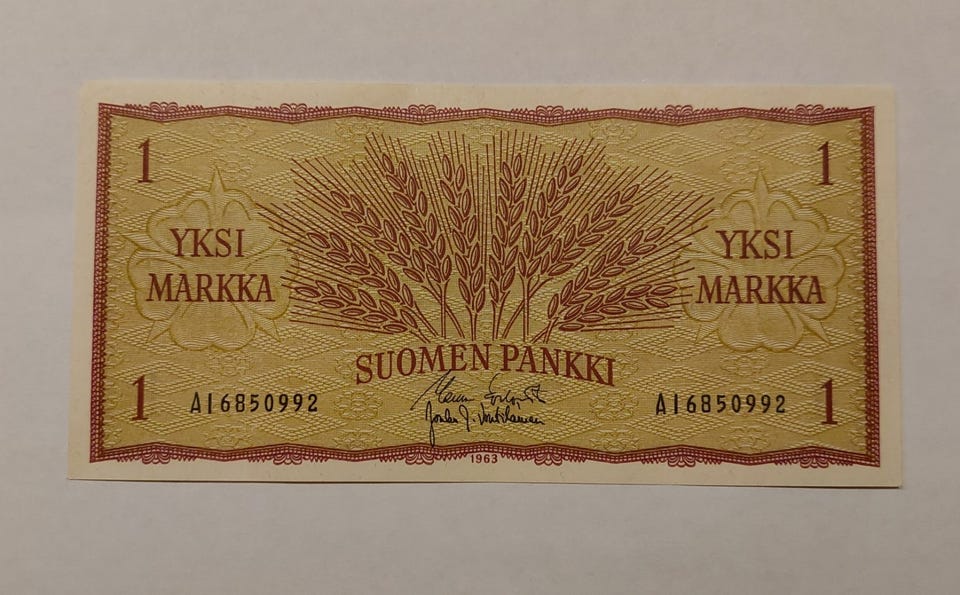 1
1
YKSI
MARKKA
YKSI
MARKKA
SUOMEN PANKKI
1
AI6850992
AI6850992
1
1963